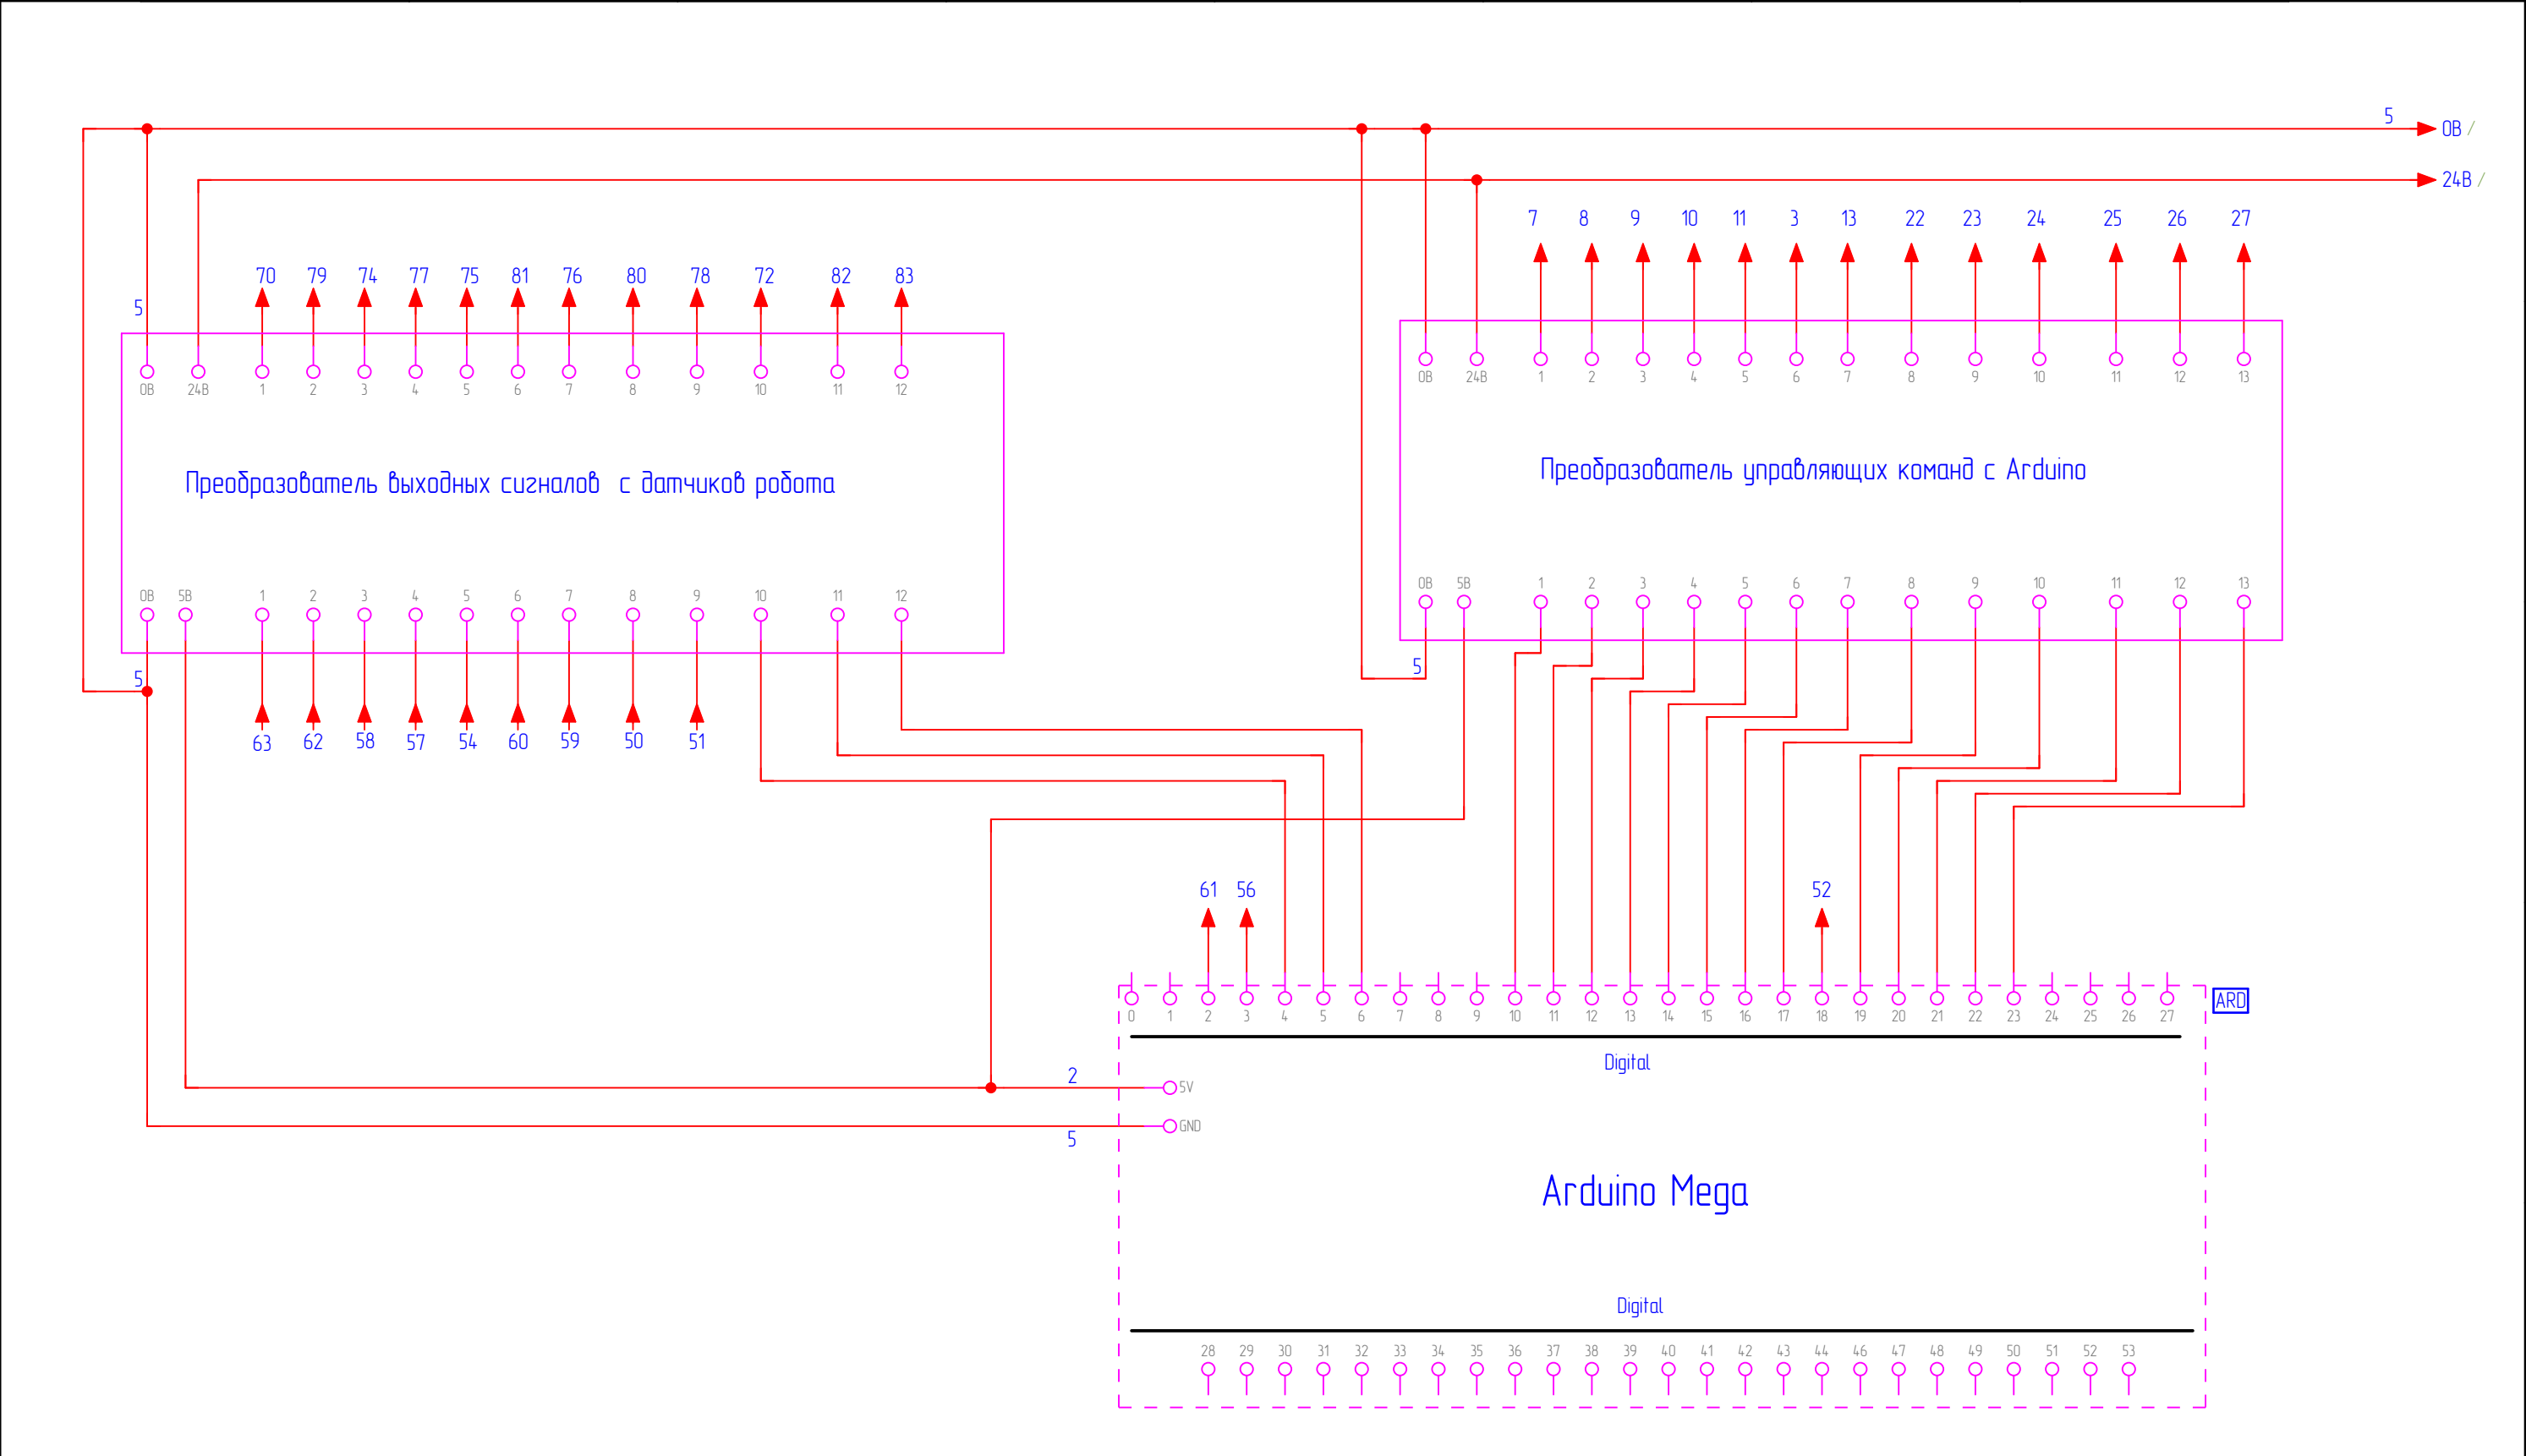 5 0В /
24В /
7 8 9 10 11 3 13 22 23 24 25 26 27
70 79 74 77 75 81 76 80 78 72 82 83
5
0В 24В 1 2 3 4 5 6 7 8 9 10 11 12 13
0В 24В 1 2 3 4 5 6 7 8 9 10 11 12
Преобразователь управляющих команд с Arduino
Преобразователь выходных сигналов с датчиков робота
0В 5В 1 2 3 4 5 6 7 8 9 10 11 12 13
0В 5В 1 2 3 4 5 6 7 8 9 10 11 12
5
5
63 62 58 57 54 60 59 50 51
61 56 52
0 1 2 3 4 5 6 7 8 9 10 11 12 13 14 15 16 17 18 19 20 21 22 23 24 25 26 27
ARD
Digital
2 5V
5 GND
Arduino Mega
Digital
28 29 30 31 32 33 34 35 36 37 38 39 40 41 42 43 44 46 47 48 49 50 51 52 53